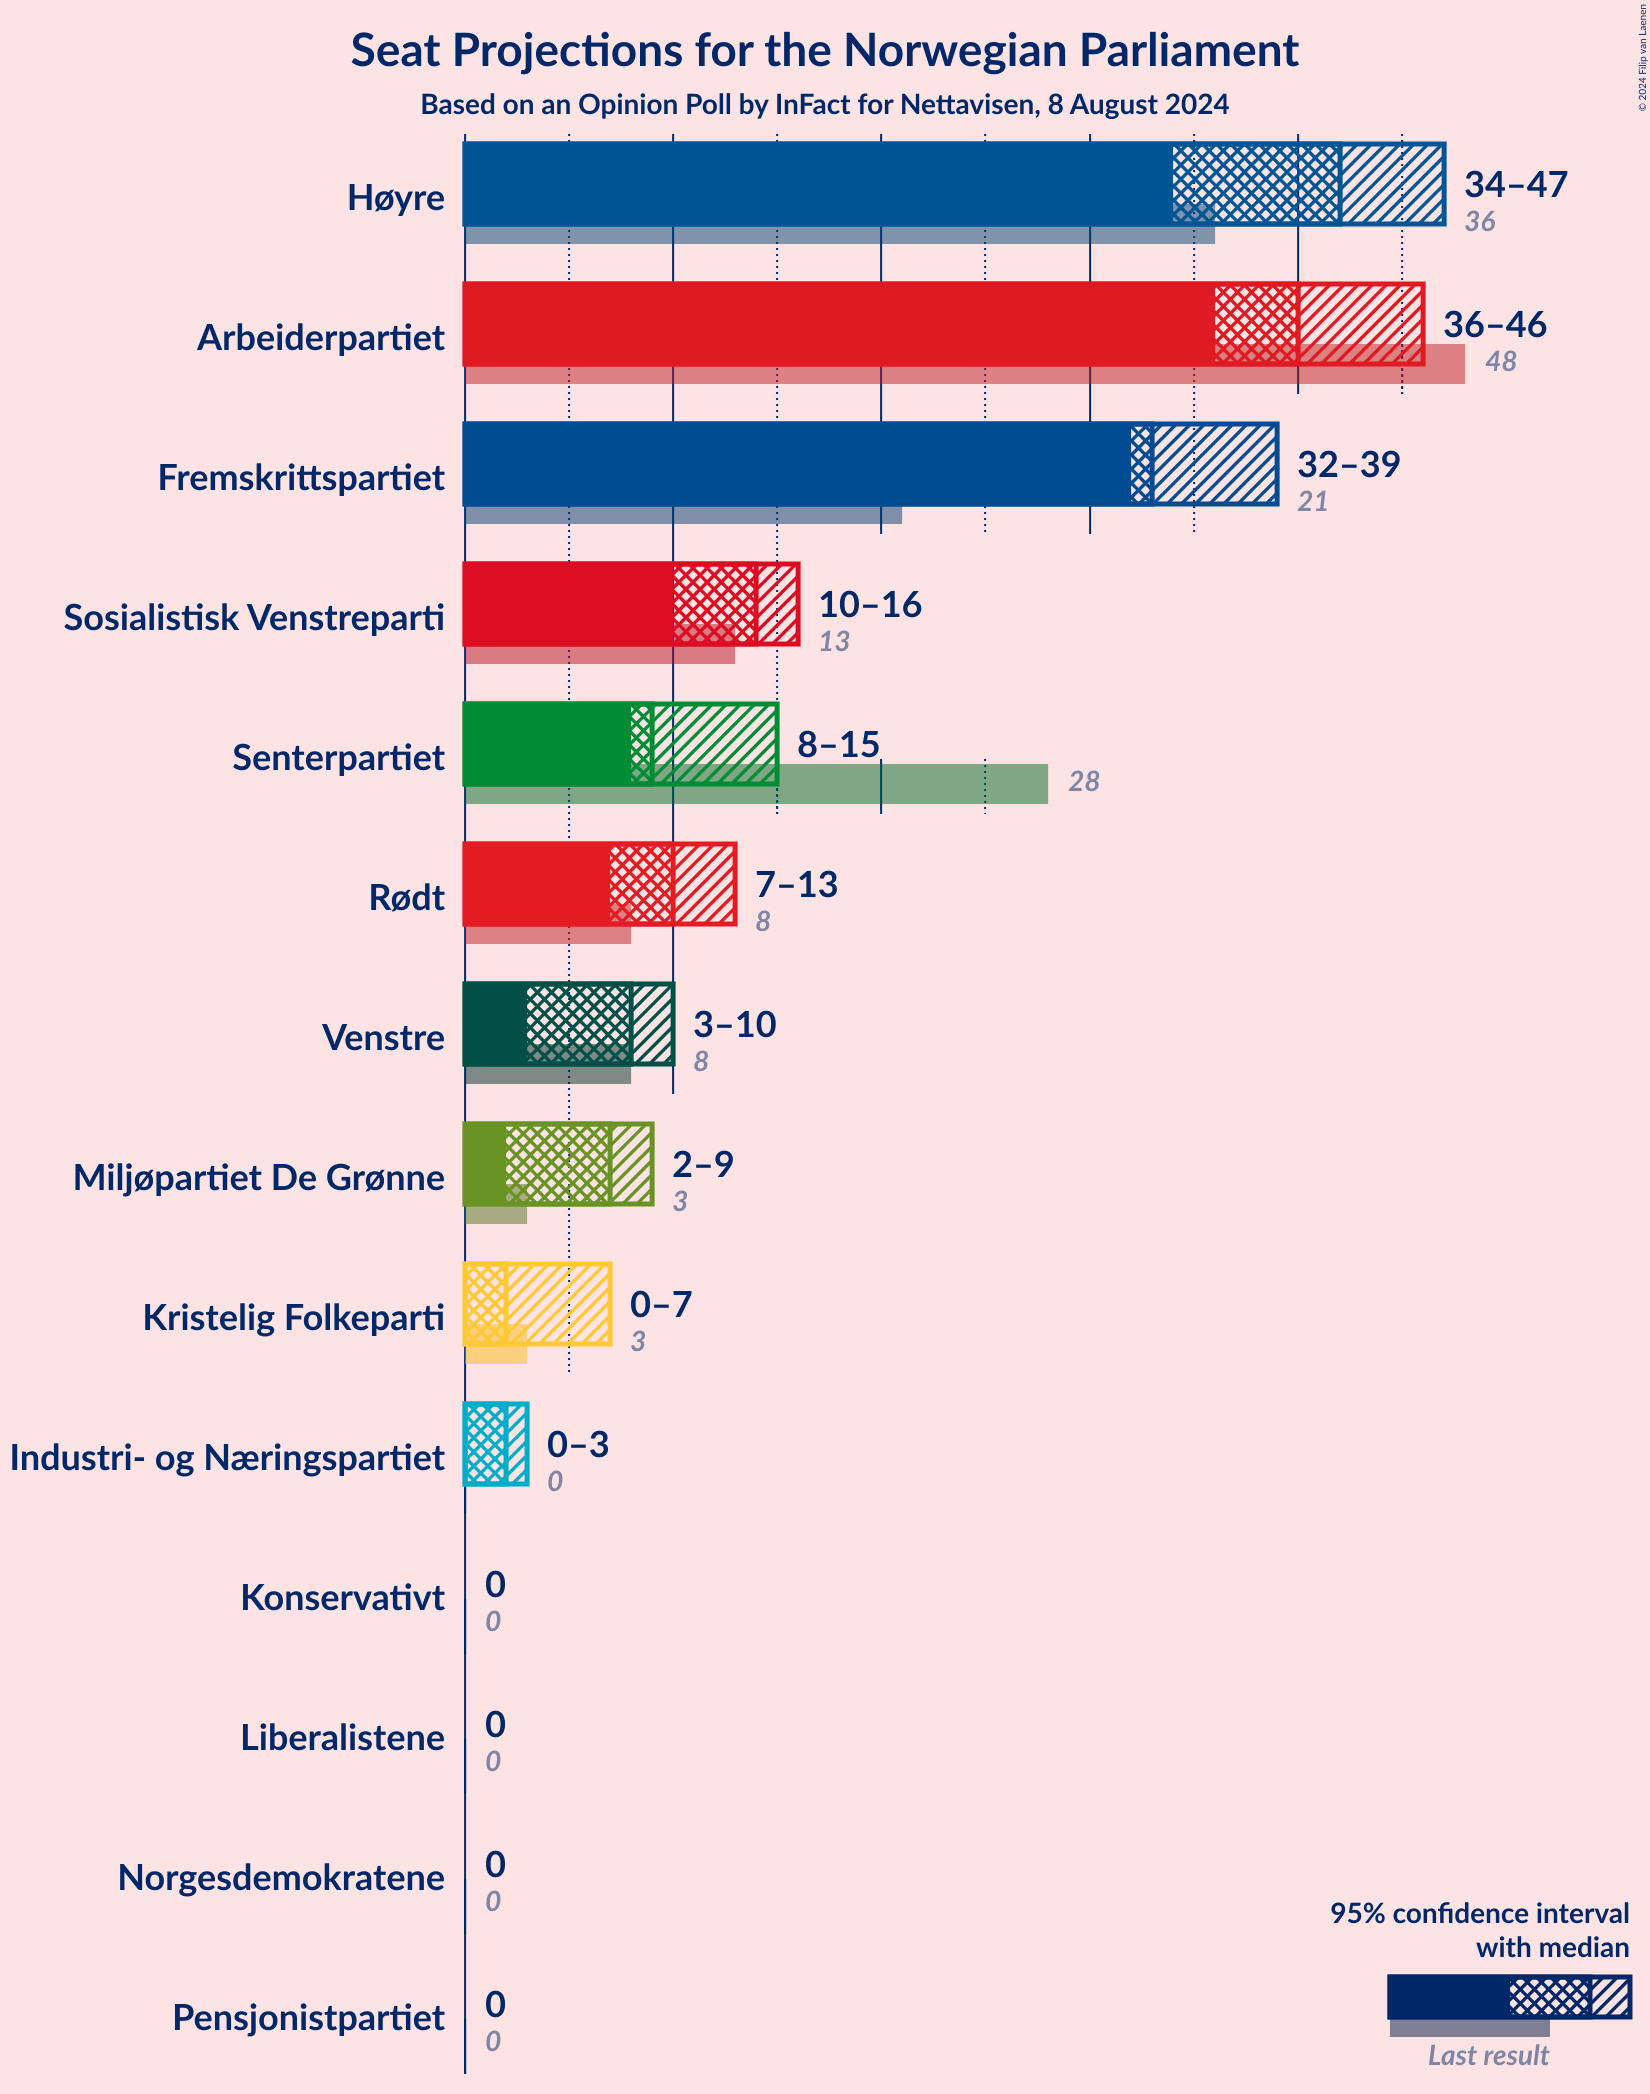 Seat Projections for the Norwegian Parliament
Based on an Opinion Poll by InFact for Nettavisen, 8 August 2024
© 2024 Filip van Laenen
Høyre
34–47
36
Arbeiderpartiet
36–46
48
Fremskrittspartiet
32–39
21
Sosialistisk Venstreparti
10–16
13
Senterpartiet
8–15
28
Rødt
7–13
8
Venstre
3–10
8
Miljøpartiet De Grønne
2–9
3
Kristelig Folkeparti
0–7
3
Industri- og Næringspartiet
0–3
0
Konservativt
0
0
Liberalistene
0
0
Norgesdemokratene
0
0
Pensjonistpartiet
0
0
95% confidence interval
with median
Last result